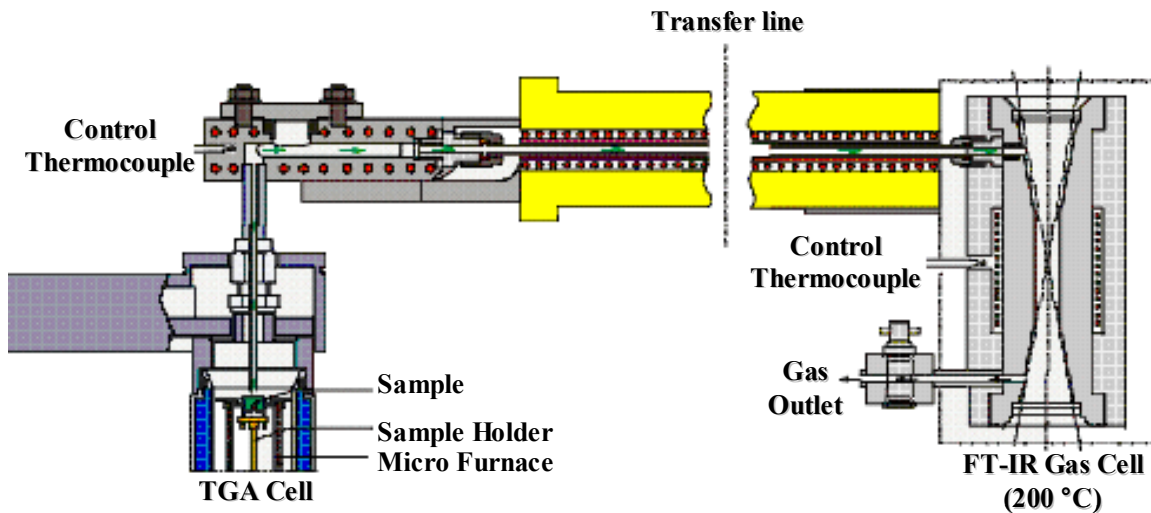 Transfer line
Control
Thermocouple
Control
Thermocouple
Gas
Outlet
Sample
Sample Holder
Micro Furnace
TGA Cell
FT-IR Gas Cell
(200 °C)